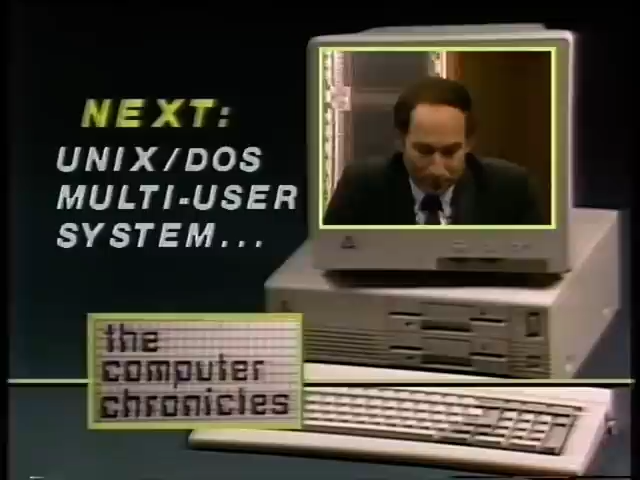 NEXT:
UNIX/DOS
MULTI-USER
SYSTEM...
the
computer
chronicles